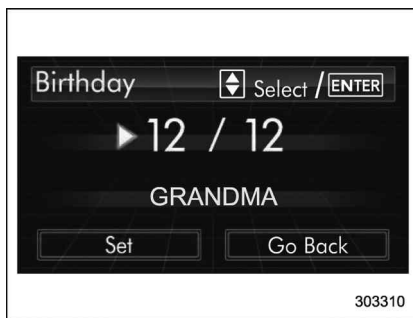 Birthday Select / ENTER
12 / 12
GRANDMA
Set Go Back
303310